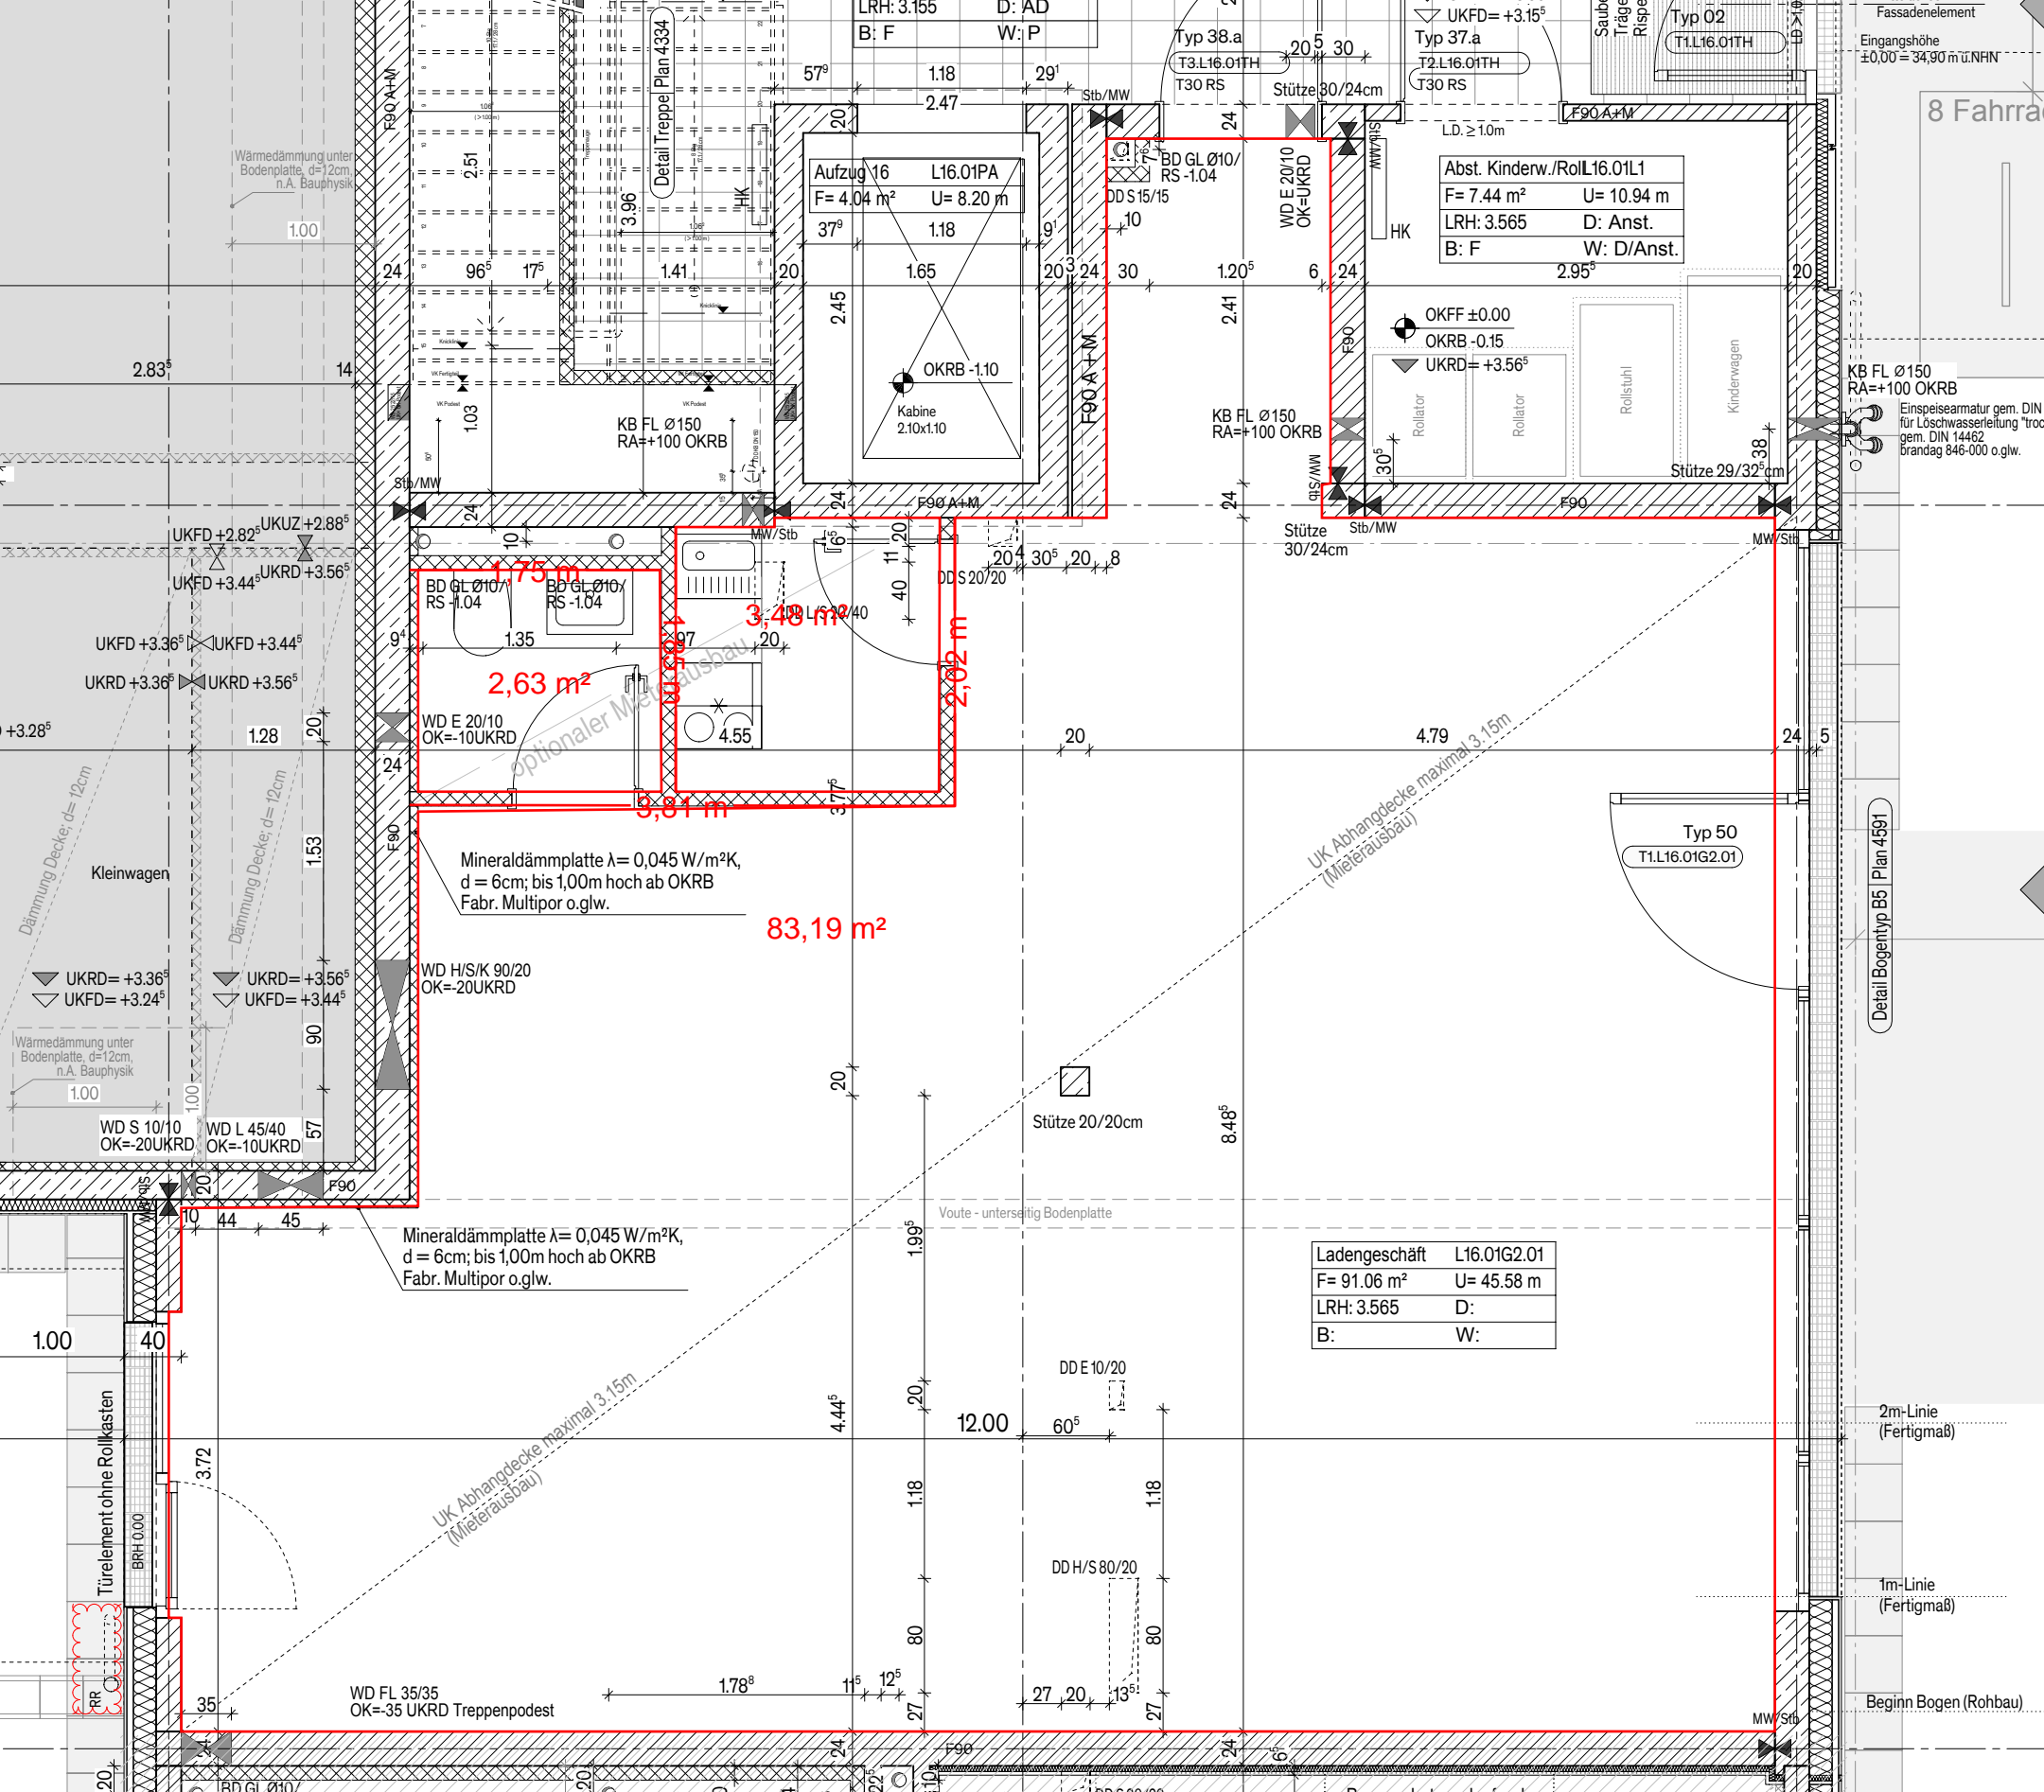 LRH: 3.155 D: AD
B: F W: P
UKFD= +3.15⁵
Typ 38.a
T3.L16.01TH
T30 RS
Typ 37.a
T2.L16.01TH
T30 RS
Typ 02
T1.L16.01TH
Fassadenelement
Eingangshöhe
±0,00 = 34,90 m ü.NHN
F90 A+M
Detail Treppe Plan 4334
57⁹ 1.18 29¹
2.47
Stb/MW
Stütze 30/24cm
20 5 30
L.D. ≥ 1.0m
F90 A+M
Wärmedämmung unter
Bodenplatte, d=12cm,
n.A. Bauphysik
1.00
2.51
3.96
HK
Aufzug 16 L16.01PA
F= 4.04 m² U= 8.20 m
37⁹ 1.18 9¹
BD GL Ø10/
RS -1.04
DD S 15/15
10
WD E 20/10
OK=UKRD
Stb/MW
HK
Abst. Kinderw./Roll L16.01L1
F= 7.44 m² U= 10.94 m
LRH: 3.565 D: Anst.
B: F W: D/Anst.
24 96⁵ 17⁵ 1.41 20 1.65 20 3 24 30 1.20⁵ 6 24 2.95⁵ 20
2.45
2.41
OKFF ±0.00
OKRB -0.15
UKRD= +3.56⁵
F90
F90 A+M
OKRB -1.10
Kabine
2.10x1.10
Rollator
Rollator
Rollstuhl
Kinderwagen
2.83⁵ 14
1.03
KB FL Ø150
RA=+100 OKRB
KB FL Ø150
RA=+100 OKRB
KB FL Ø150
RA=+100 OKRB
Einspeisearmatur gem. DIN
für Löschwasserleitung
gem. DIN 14462
brandag 846-000 o.glw.
30⁵
38
Stütze 29/32⁵cm
Stb/MW
MW/Stb
F90 A+M
F90
MW/Stb
Stb/MW
MW/Stb
Stütze
30/24cm
UKFD +2.82⁵
UKUZ +2.88⁵
UKFD +3.44⁵
UKRD +3.56⁵
1,75 m
BD GL Ø10/
RS -1.04
BD GL Ø10/
RS -1.04
3,48 m²
DD L/S 20/40
DD S 20/20
20 4 30⁵ 20 8
20
11
40
UKFD +3.36⁵
UKFD +3.44⁵
9⁴ 1.35 97 20
UKRD +3.36⁵
UKRD +3.56⁵
2,63 m²
2,02 m
optionaler Mieterausbau
WD E 20/10
OK=-10UKRD
+3.28⁵
1.28
20
24
4.55
20 4.79 24 5
3,81 m
3.77⁵
UK Abhangdecke maximal 3.15m
(Mieterausbau)
Typ 50
T1.L16.01G2.01
Detail Bogentyp B5 Plan 4591
Dämmung Decke; d= 12cm
Dämmung Decke; d= 12cm
Kleinwagen
1.53
F90
Mineraldämmplatte λ= 0,045 W/m²K,
d = 6cm; bis 1,00m hoch ab OKRB
Fabr. Multipor o.glw.
83,19 m²
UKRD= +3.36⁵
UKFD= +3.24⁵
UKRD= +3.56⁵
UKFD= +3.44⁵
WD H/S/K 90/20
OK=-20UKRD
90
Wärmedämmung unter
Bodenplatte, d=12cm,
n.A. Bauphysik
1.00
1.00
20
Stütze 20/20cm
8.48⁵
WD S 10/10
OK=-20UKRD
WD L 45/40
OK=-10UKRD
57
20
F90
10 44 45
Voute - unterseitig Bodenplatte
1.99⁵
Mineraldämmplatte λ= 0,045 W/m²K,
d = 6cm; bis 1,00m hoch ab OKRB
Fabr. Multipor o.glw.
Ladengeschäft L16.01G2.01
F= 91.06 m² U= 45.58 m
LRH: 3.565 D:
B: W:
1.00 40
DD E 10/20
20
4.44⁵
12.00 60⁵
UK Abhangdecke maximal 3.15m
(Mieterausbau)
2m-Linie
(Fertigmaß)
Türelement ohne Rollkasten
BRH 0.00
3.72
1.18
1.18
DD H/S 80/20
1m-Linie
(Fertigmaß)
80
80
RR
35
WD FL 35/35
OK=-35 UKRD Treppenpodest
1.78⁸ 11⁵ 12⁵
27
27 20 13⁵
27
Beginn Bogen (Rohbau)
MW/Stb
24
24
F90
24
6⁵
20
BD GL Ø10/
20
22⁵
10